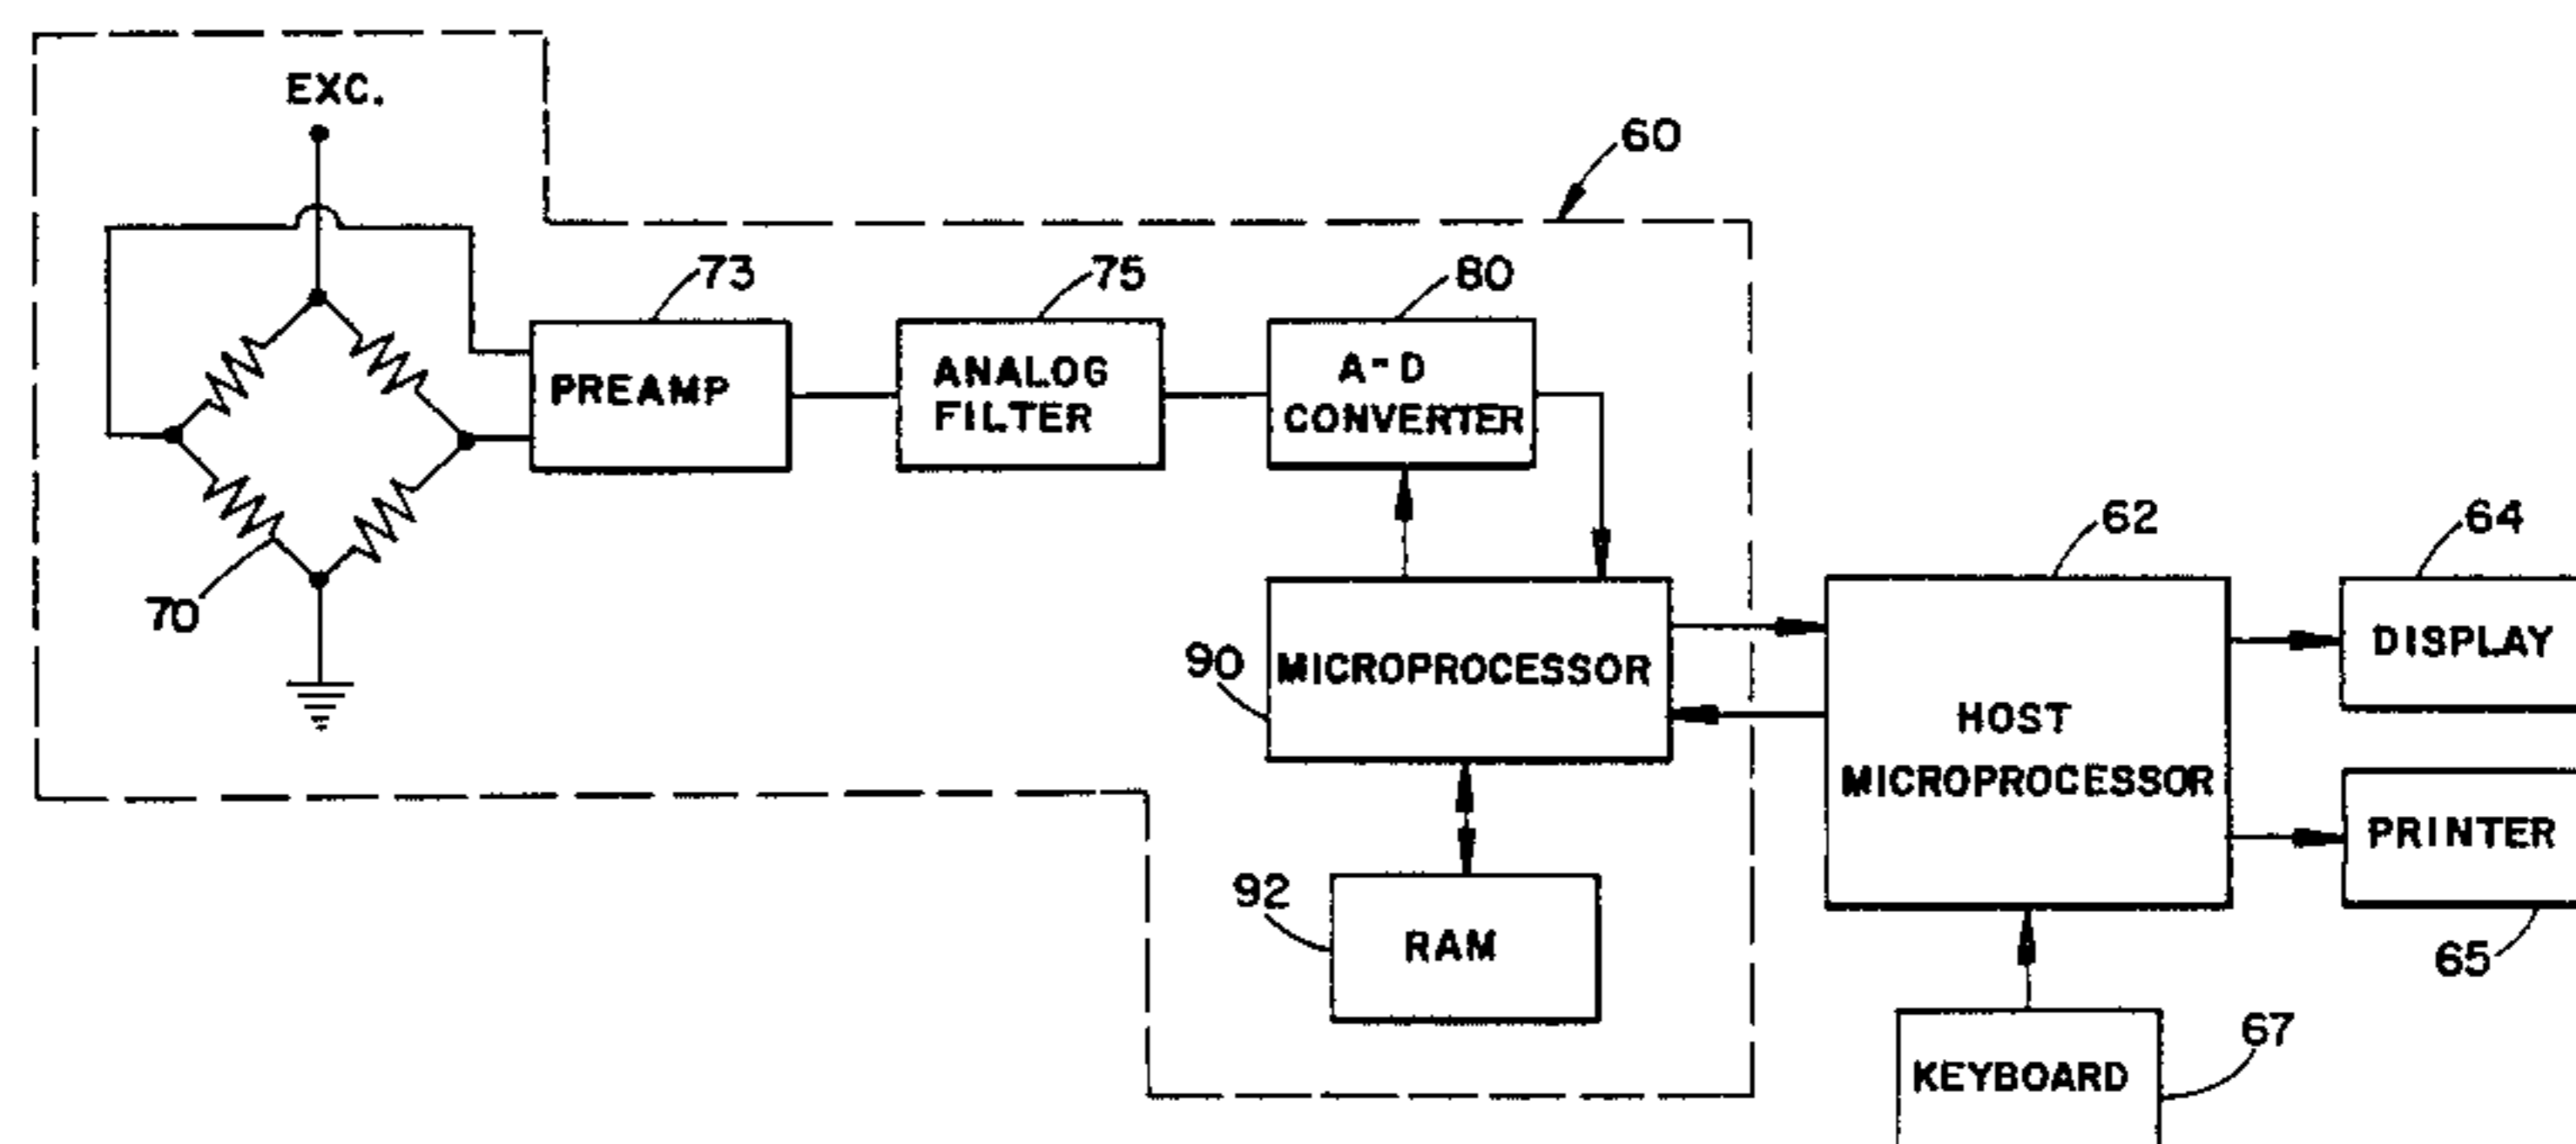 EXC.
60
73
75
80
PREAMP
ANALOG
FILTER
A-D
CONVERTER
70
62
64
90
MICROPROCESSOR
HOST
MICROPROCESSOR
DISPLAY
PRINTER
92
RAM
65
67
KEYBOARD